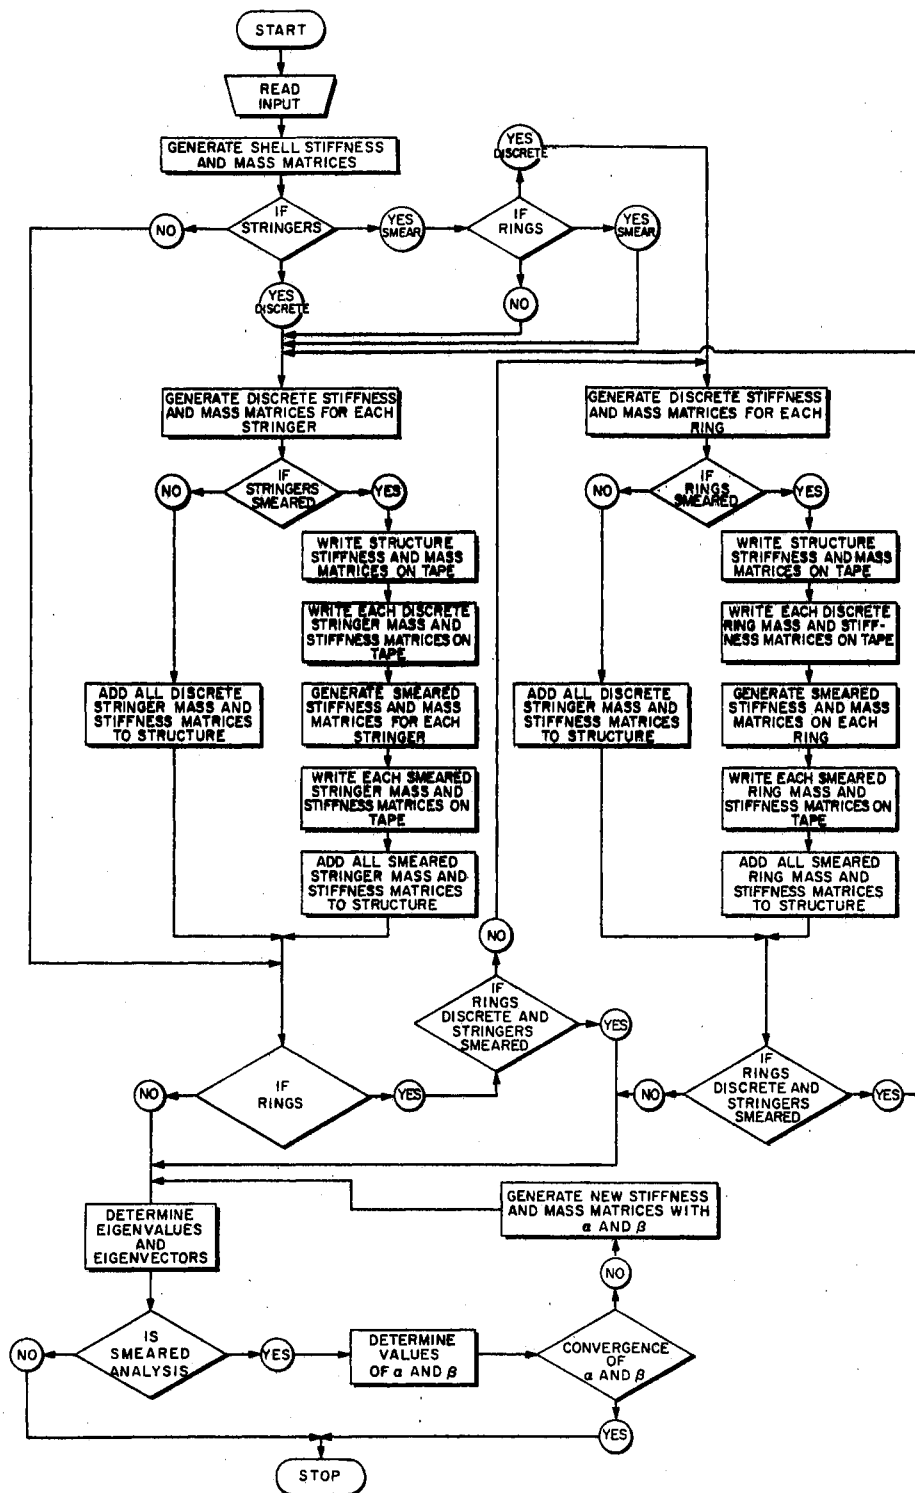 START
READ
INPUT
GENERATE SHELL STIFFNESS
AND MASS MATRICES
YES
DISCRETE
NO
IF
STRINGERS
YES
SMEAR
IF
RINGS
YES
SMEAR
YES
DISCRETE
NO
GENERATE DISCRETE STIFFNESS
AND MASS MATRICES FOR EACH
STRINGER
GENERATE DISCRETE STIFFNESS
AND MASS MATRICES FOR EACH
RING
NO
IF
STRINGERS
SMEARED
YES
NO
IF
RINGS
SMEARED
YES
WRITE STRUCTURE
STIFFNESS AND MASS
MATRICES ON TAPE
WRITE STRUCTURE
STRIFFNESS AND MASS
MATRICES ON TAPE
WRITE EACH DISCRETE
STRINGER MASS AND
STIFFNESS MATRICES ON
TAPE
WRITE EACH DISCRETE
RING MASS AND STIFF-
NESS MATRICES ON TAPE
ADD ALL DISCRETE
STRINGER MASS AND
STIFFNESS MATRICES
TO STRUCTURE
GENERATE SMEARED
STIFFNESS AND MASS
MATRICES FOR EACH
STRINGER
ADD ALL DISCRETE
STRINGER MASS AND
STIFFNESS MATRICES
TO STRUCTURE
GENERATE SMEARED
STIFFNESS AND MASS
MATRICES ON EACH
RING
WRITE EACH SMEARED
STRINGER MASS AND
STIFFNESS MATRICES ON
TAPE
WRITE EACH SMEARED
RING MASS AND
STIFFNESS MATRICES ON
TAPE
ADD ALL SMEARED
STRINGER MASS AND
STIFFNESS MATRICES
TO STRUCTURE
ADD ALL SMEARED
RING MASS AND
STIFFNESS MATRICES
TO STRUCTURE
NO
IF
RINGS
DISCRETE AND
STRINGERS
SMEARED
YES
NO
IF
RINGS
YES
NO
IF
RINGS
DISCRETE AND
STRINGERS
SMEARED
YES
GENERATE NEW STIFFNESS
AND MASS MATRICES WITH
α AND β
DETERMINE
EIGENVALUES
AND
EIGENVECTORS
NO
NO
IS
SMEARED
ANALYSIS
YES
DETERMINE
VALUES
OF α AND β
CONVERGENCE
OF
α AND β
YES
STOP